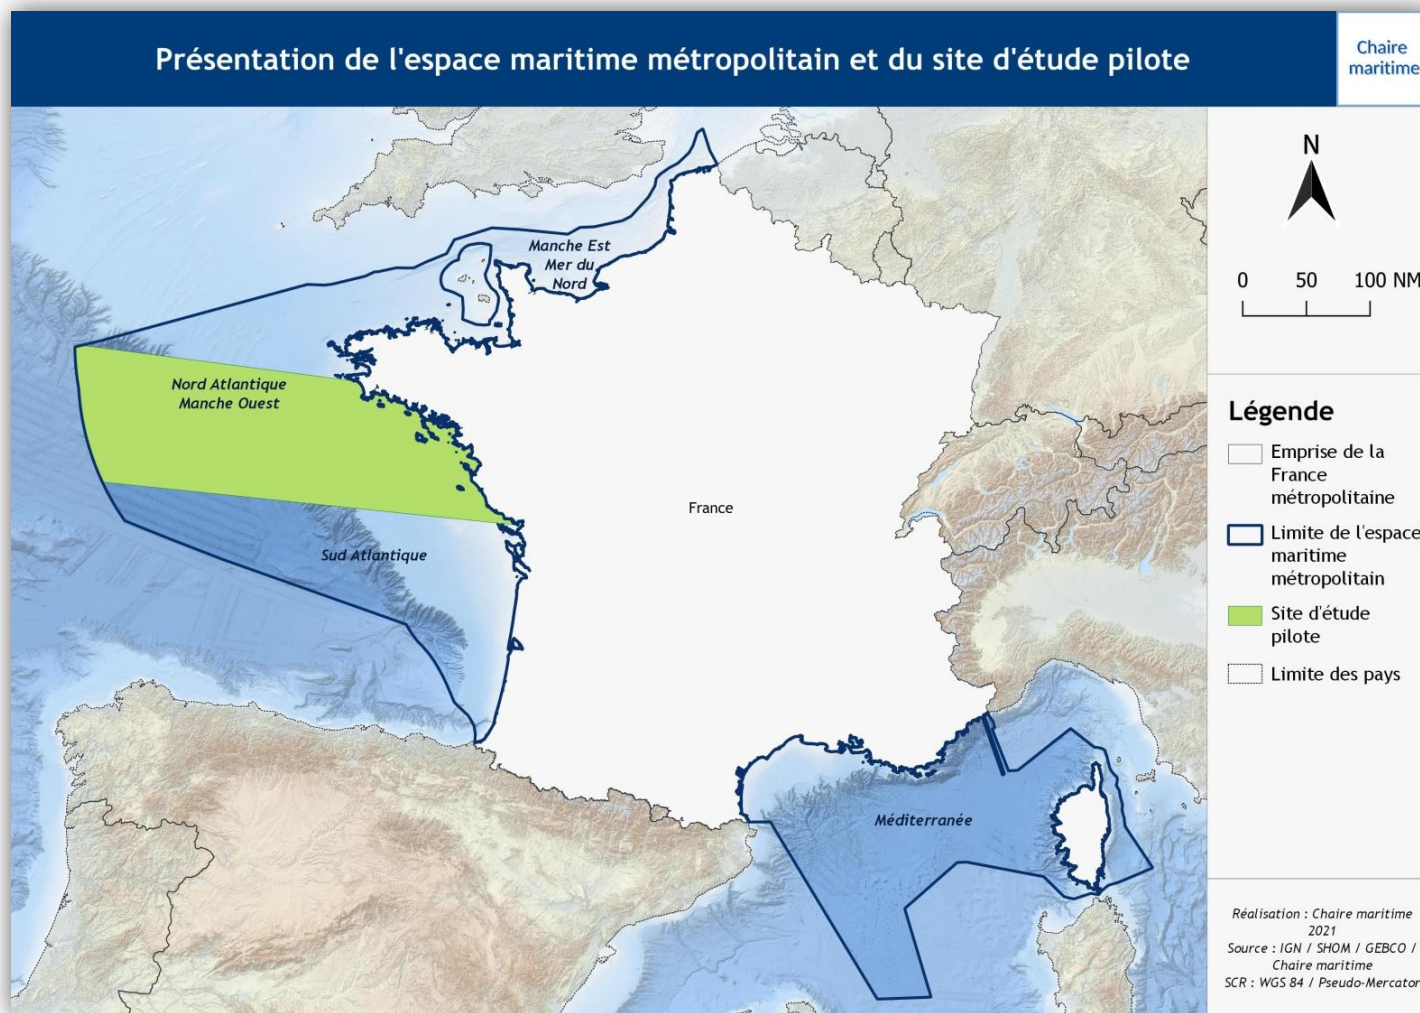 Présentation de l'espace maritime métropolitain et du site d'étude pilote
Chaire
maritime
N
0 50 100 NM
Manche Est
Mer du
Nord
Nord Atlantique
Manche Ouest
France
Sud Atlantique
Méditerranée
Légende
Emprise de la
France
métropolitaine
Limite de l'espace
maritime
métropolitain
Site d'étude
pilote
Limite des pays
Réalisation : Chaire maritime
2021
Source : IGN / SHOM / GEBCO /
Chaire maritime
SCR : WGS 84 / Pseudo-Mercator